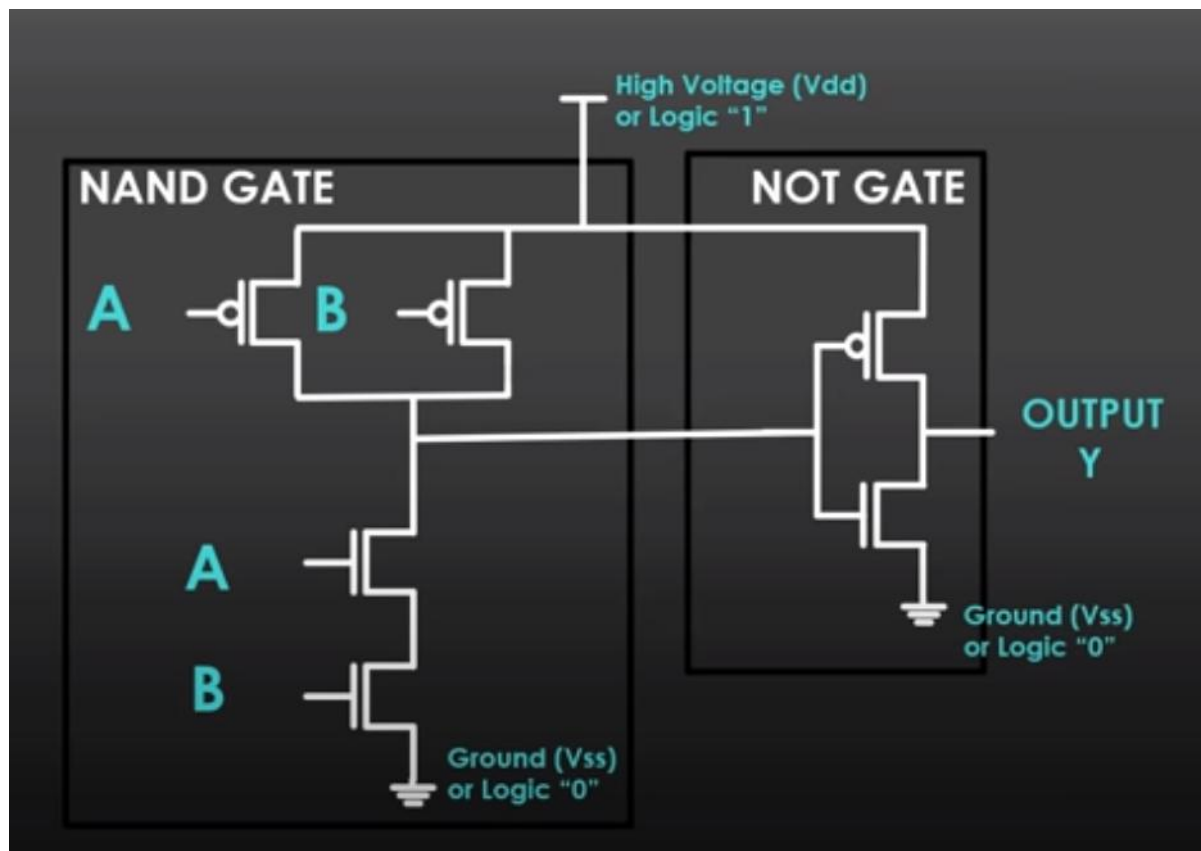 High Voltage (Vdd)
or Logic “1”
NAND GATE
NOT GATE
A
B
OUTPUT
Y
A
B
Ground (Vss)
or Logic “0”
Ground (Vss)
or Logic “0”